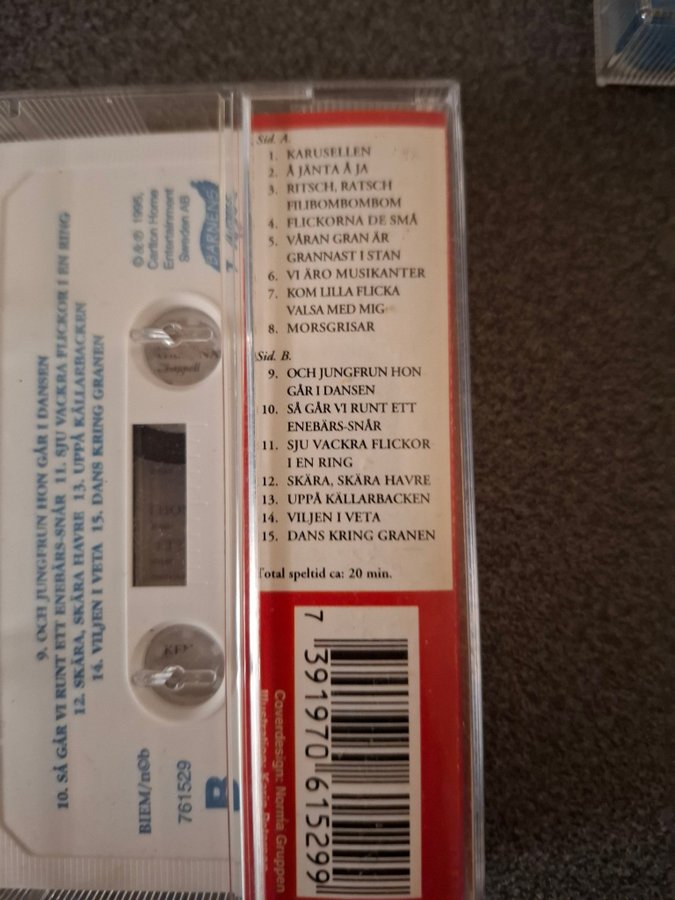 Sid. A.
1. KARUSELLEN
2. Å JÄNTA Å JA
3. RITSCH, RATSCH
FILIBOMBOMBOM
4. FLICKORNA DE SMÅ
5. VÅRAN GRAN ÄR
GRANNAST I STAN
6. VI ÄRO MUSIKANTER
7. KOM LILLA FLICKA
VALSA MED MIG
8. MORSGRISAR
Sid. B.
9. OCH JUNGFRUN HON
GÅR I DANSEN
10. SÅ GÅR VI RUNT ETT
ENEBÄRS-SNÅR
11. SJU VACKRA FLICKOR
I EN RING
12. SKÄRA, SKÄRA HAVRE
13. UPPÅ KÄLLARBACKEN
14. VILJEN I VETA
15. DANS KRING GRANEN
Total speltid ca: 20 min.
7 391970 615299
Coverdesign: Norma Gruppen
9. OCH JUNGFRUN HON GÅR I DANSEN
10. SÅ GÅR VI RUNT ETT ENEBÄRS-SNÅR 11. SJU VACKRA FLICKOR I EN RING
12. SKÄRA, SKÄRA HAVRE 13. UPPÅ KÄLLARBACKEN
14. VILJEN I VETA 15. DANS KRING GRANEN
℗ & © 1995,
Carlton Home
Entertainment
Sweden AB
BARNENS
BIEM/n©b
761529
B